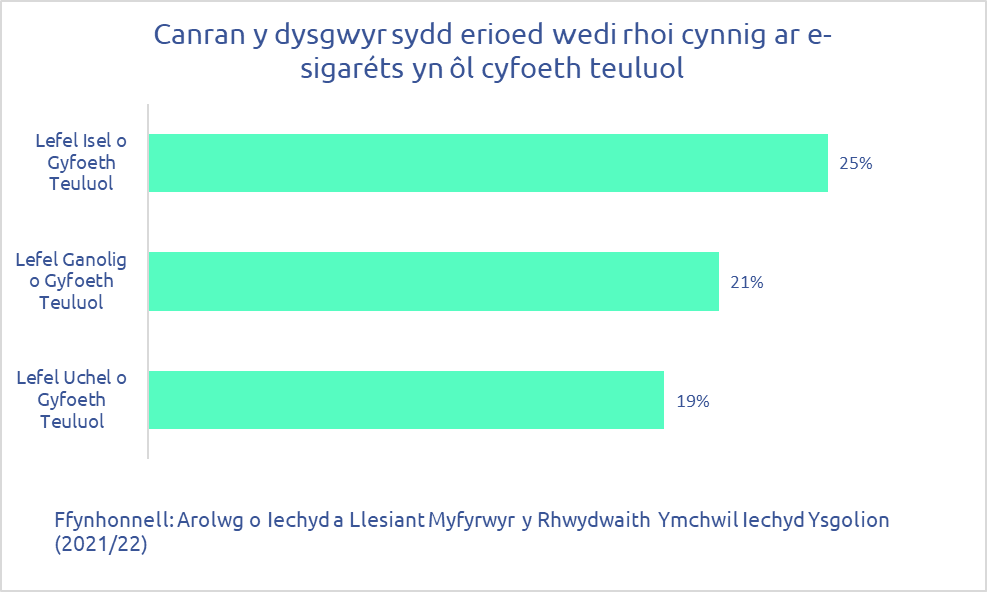 Canran y dysgwyr sydd erioed wedi rhoi cynnig ar e-
sigaréts yn ôl cyfoeth teuluol
Lefel Isel o
Gyfoeth
Teuluol
25%
Lefel Ganolig
o Gyfoeth
Teuluol
21%
Lefel Uchel o
Gyfoeth
Teuluol
19%
Ffynhonnell: Arolwg o Iechyd a Llesiant Myfyrwyr y Rhwydwaith Ymchwil Iechyd Ysgolion
(2021/22)